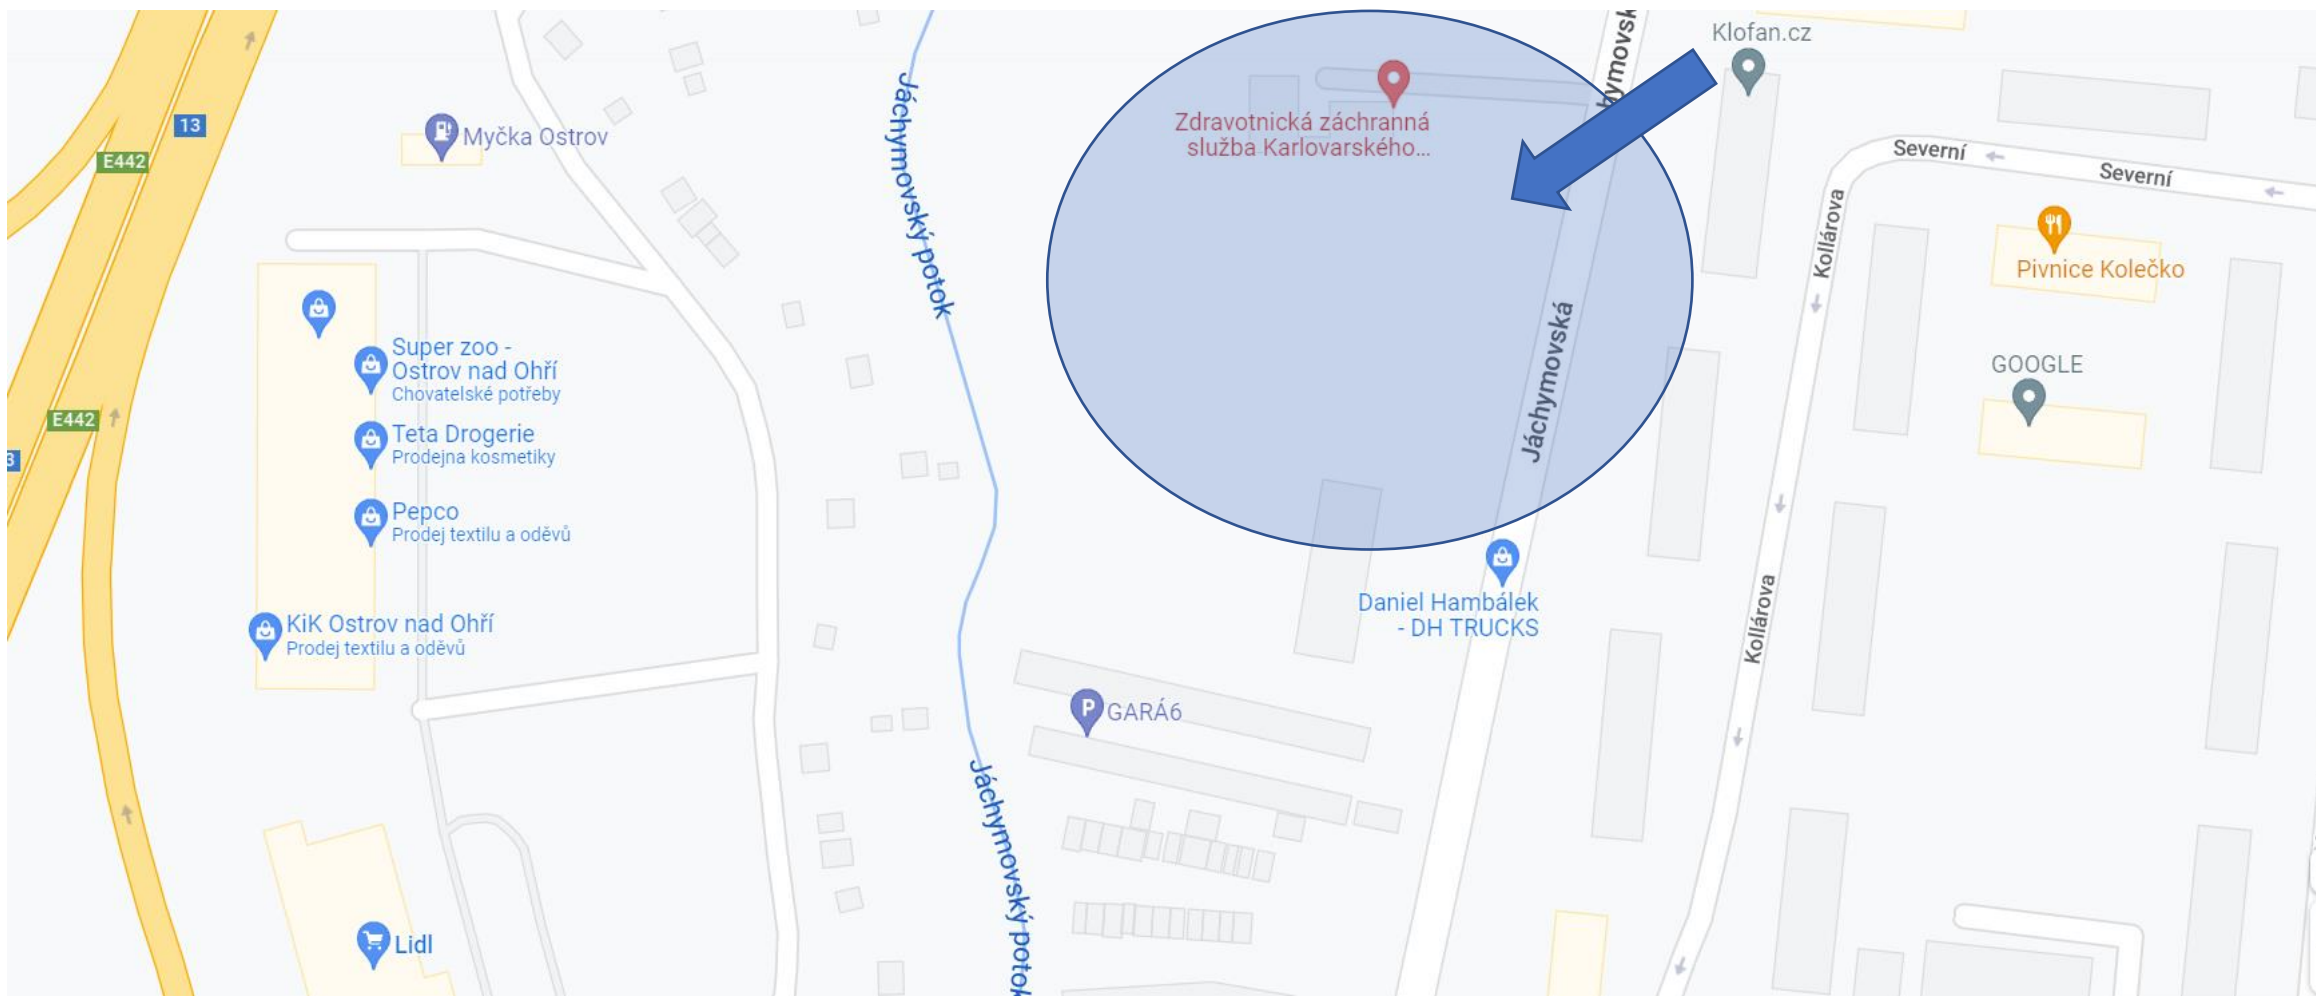 Klofan.cz
Jáchymovská
13
E442
Myčka Ostrov
Zdravotnická záchranná
služba Karlovarského...
Jáchymovský potok
Severní
Severní
Kollárova
Pivnice Kolečko
Super zoo -
Ostrov nad Ohří
Chovatelské potřeby
GOOGLE
E442
Teta Drogerie
Prodejna kosmetiky
Pepco
Prodej textilu a oděvů
Daniel Hambálek
- DH TRUCKS
KiK Ostrov nad Ohří
Prodej textilu a oděvů
Kollárova
P
GARÁ6
Jáchymovský potok
Lidl